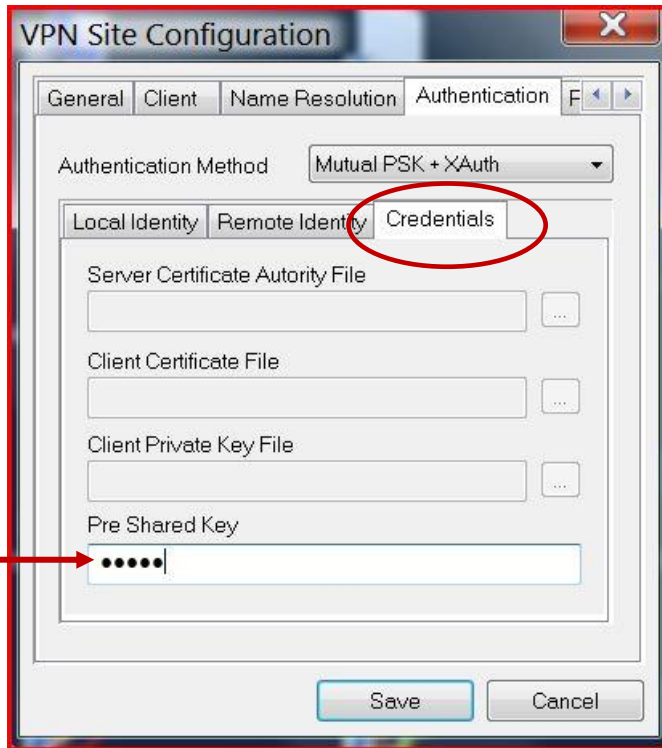 VPN Site Configuration
General Client Name Resolution Authentication F
Authentication Method Mutual PSK + XAuth
Local Identity Remote Identity Credentials
Server Certificate Autority File
...
Client Certificate File
...
Client Private Key File
...
Pre Shared Key
•••••
Save Cancel